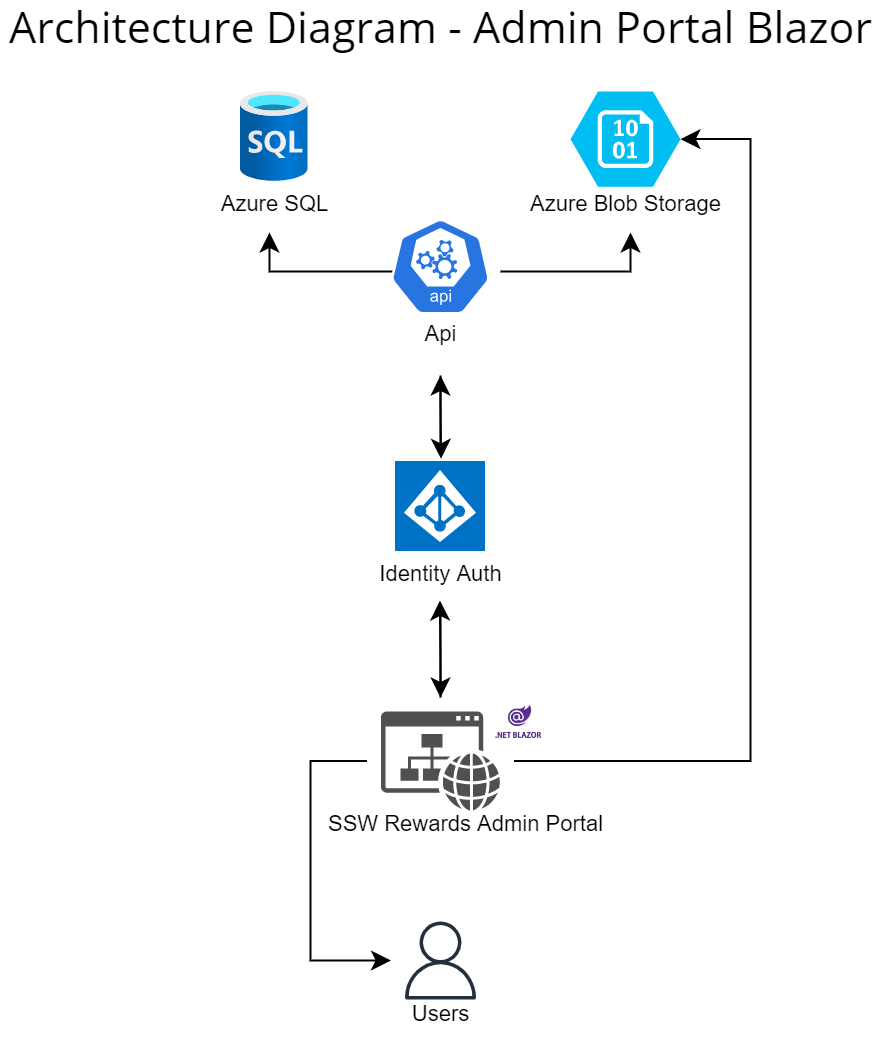 Architecture Diagram - Admin Portal Blazor
SQL
10
01
Azure SQL
Azure Blob Storage
api
Api
Identity Auth
@
.NET BLAZOR
SSW Rewards Admin Portal
Users